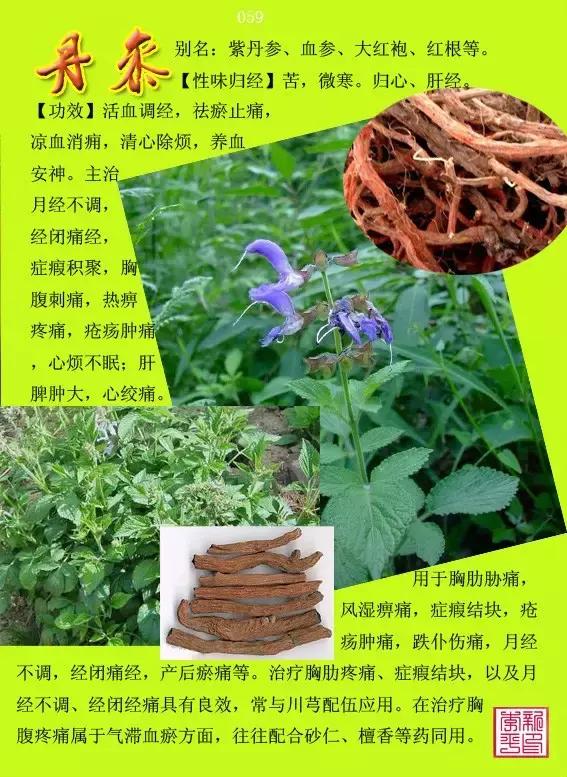 059
丹参
别名：紫丹参、血参、大红袍、红根等。
【性味归经】苦，微寒。归心、肝经。
【功效】活血调经，祛瘀止痛，
凉血消痈，清心除烦，养血
安神。主治
月经不调，
经闭痛经，
症瘕积聚，胸
腹刺痛，热痹
疼痛，疮疡肿痛
，心烦不眠；肝
脾肿大，心绞痛。
用于胸肋胁痛，
风湿痹痛，症瘕结块，疮
疡肿痛，跌仆伤痛，月经
不调，经闭痛经，产后瘀痛等。治疗胸肋疼痛、症瘕结块，以及月
经不调、经闭经痛具有良效，常与川芎配伍应用。在治疗胸
腹疼痛属于气滞血瘀方面，往往配合砂仁、檀香等药同用。